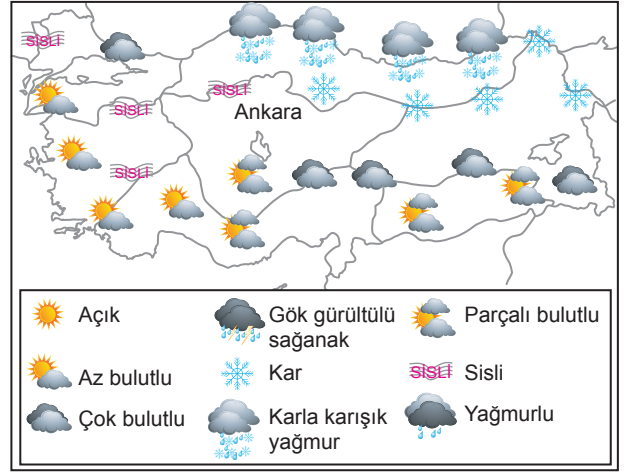 SİSLİ
SİSLİ
SİSLİ
Ankara
SİSLİ
Açık
Gök gürültülü
sağanak
Parçalı bulutlu
Az bulutlu
Kar
SİSLİ Sisli
Çok bulutlu
Karla karışık
yağmur
Yağmurlu